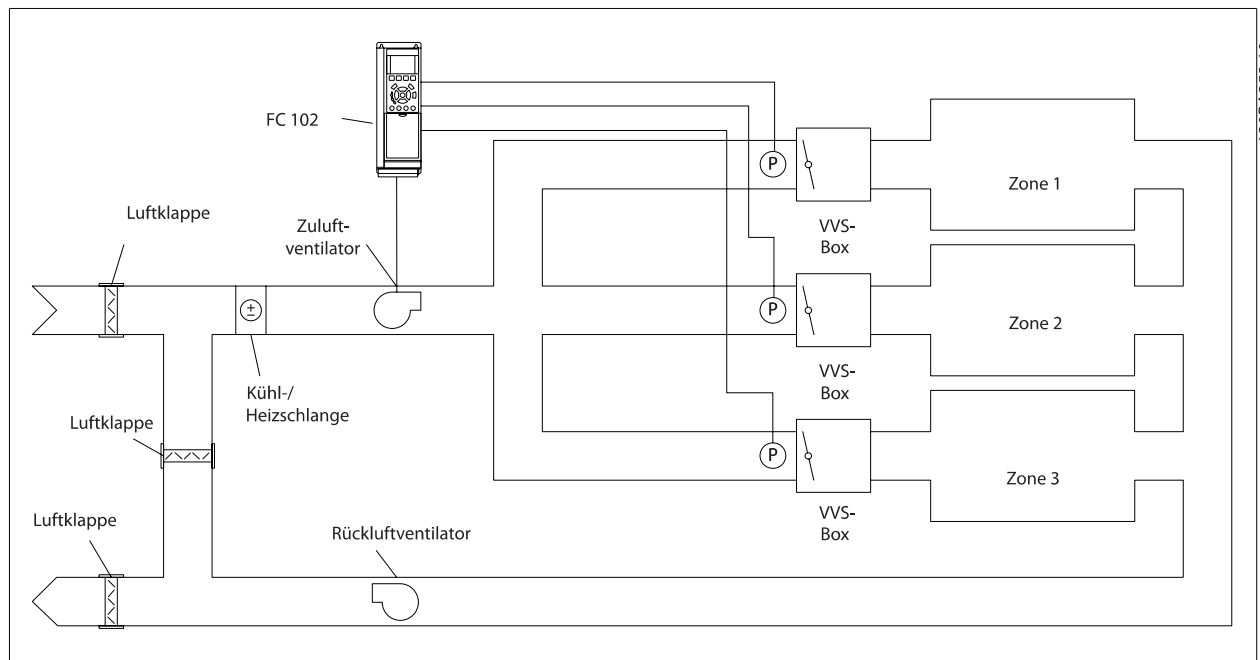 FC 102
Luftklappe
Zuluft-
ventilator
P
VVS-
Box
Zone 1
±
Kühl-/
Heizschlange
P
VVS-
Box
Zone 2
Luftklappe
P
VVS-
Box
Zone 3
Luftklappe
Rückluftventilator